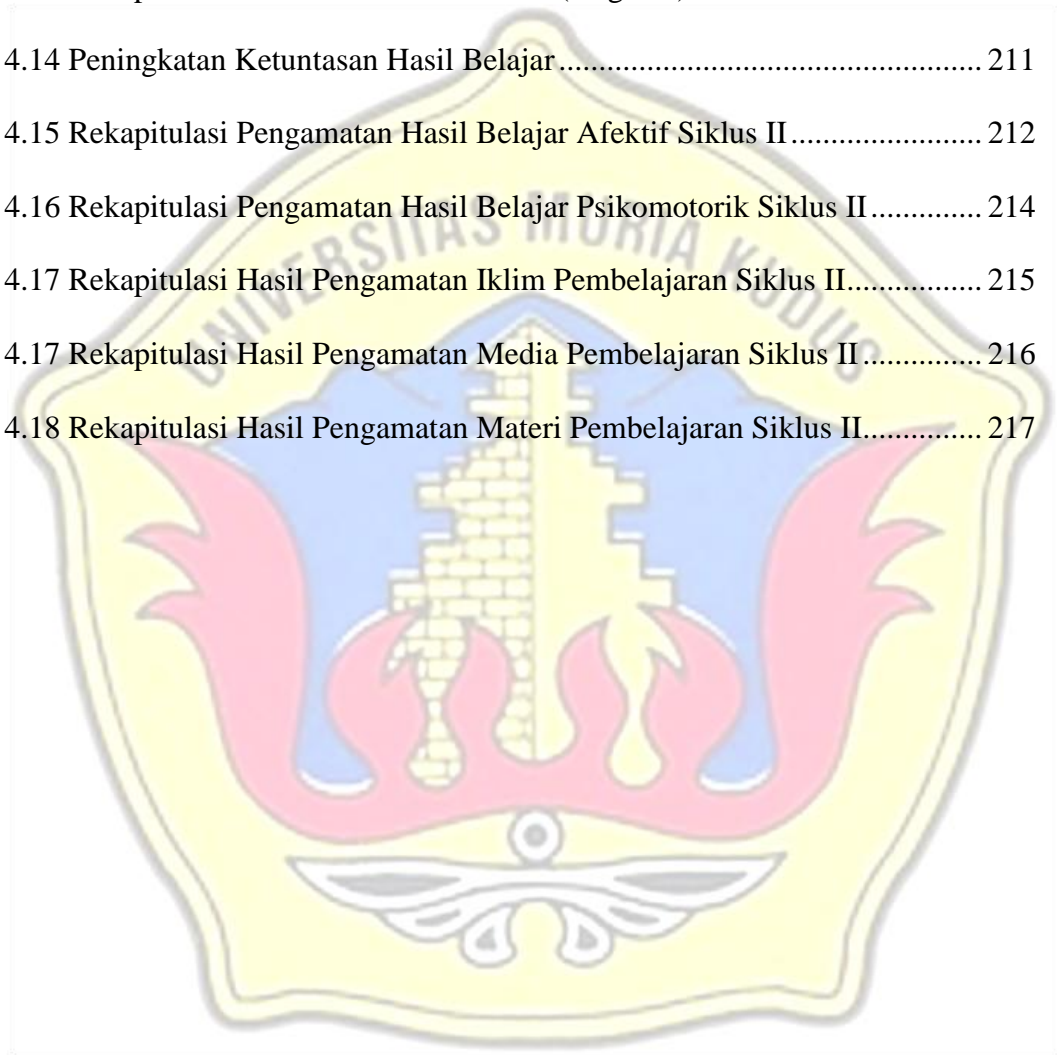 4.14 Peningkatan Ketuntasan Hasil Belajar..................................................... 211
4.15 Rekapitulasi Pengamatan Hasil Belajar Afektif Siklus II........................ 212
4.16 Rekapitulasi Pengamatan Hasil Belajar Psikomotorik Siklus II.............. 214
4.17 Rekapitulasi Hasil Pengamatan Iklim Pembelajaran Siklus II................. 215
4.17 Rekapitulasi Hasil Pengamatan Media Pembelajaran Siklus II............... 216
4.18 Rekapitulasi Hasil Pengamatan Materi Pembelajaran Siklus II............... 217
UNIVERSITAS MURIA KUDUS